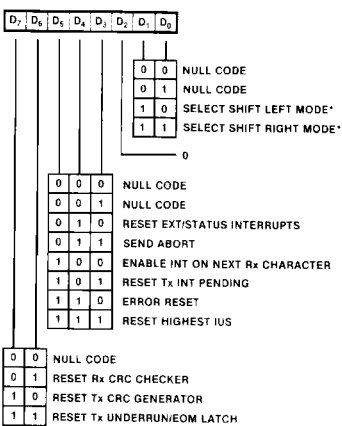 D7 D6 D5 D4 D3 D2 D1 D0
0 0 NULL CODE
0 1 NULL CODE
1 0 SELECT SHIFT LEFT MODE*
1 1 SELECT SHIFT RIGHT MODE*
0
0 0 0 NULL CODE
0 0 1 NULL CODE
0 1 0 RESET EXT/STATUS INTERRUPTS
0 1 1 SEND ABORT
1 0 0 ENABLE INT ON NEXT Rx CHARACTER
1 0 1 RESET Tx INT PENDING
1 1 0 ERROR RESET
1 1 1 RESET HIGHEST IUS
0 0 NULL CODE
0 1 RESET Rx CRC CHECKER
1 0 RESET Tx CRC GENERATOR
1 1 RESET Tx UNDERRUN/EOM LATCH